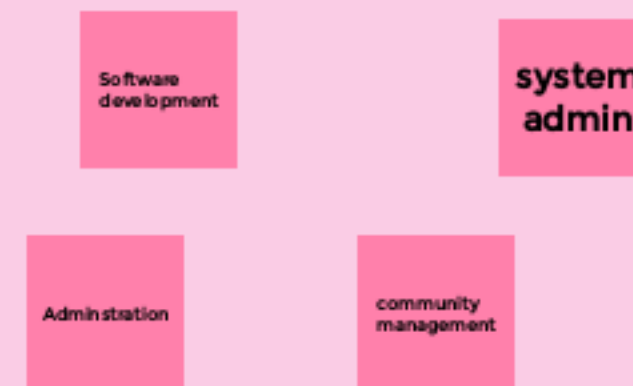 Software
development
system
admin
Adminstration
community
management